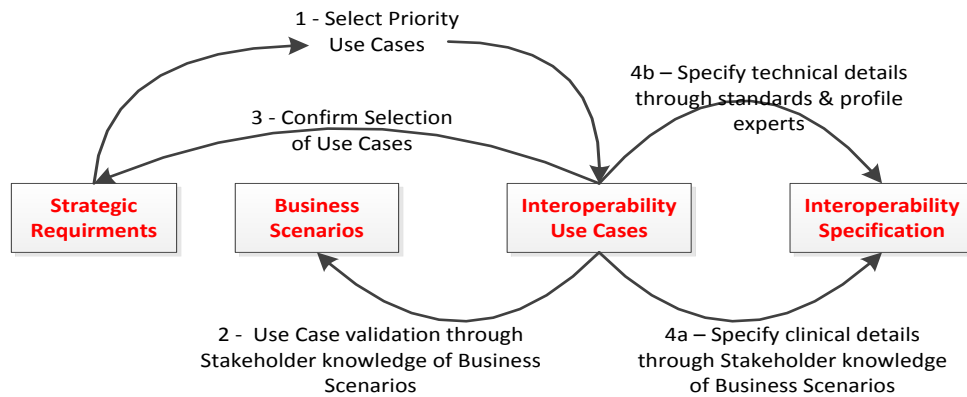 1 - Select Priority
Use Cases
4b – Specify technical details
through standards & profile
experts
3 - Confirm Selection
of Use Cases
Strategic
Requirments
Business
Scenarios
Interoperability
Use Cases
Interoperability
Specification
2 -  Use Case validation through
Stakeholder knowledge of Business
Scenarios
4a – Specify clinical details
through Stakeholder knowledge
of Business Scenarios